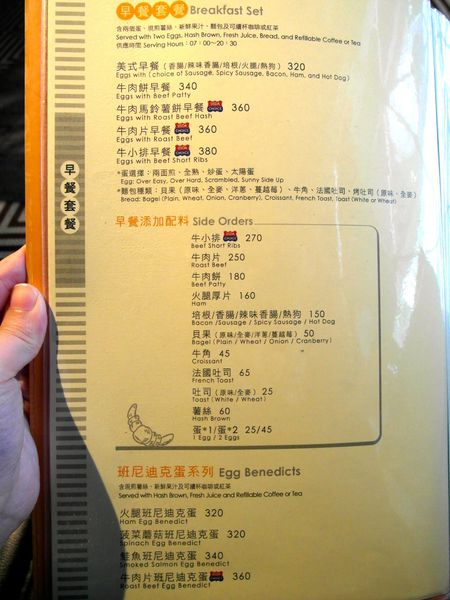 早餐套餐 Breakfast Set
含兩個蛋、現煎薯絲、新鮮果汁、麵包及可續杯咖啡或紅茶
Served with Two Eggs, Hash Brown, Fresh Juice, Bread, and Refillable Coffee or Tea
供應時間 Serving Hours：07：00～20：30
美式早餐（香腸/辣味香腸/培根/火腿/熱狗）320
Eggs with (choice of Sausage, Spicy Sausage, Bacon, Ham, and Hot Dog)
牛肉餅早餐 340
Eggs with Beef Patty
牛肉馬鈴薯餅早餐 360
Eggs with Roast Beef Hash
牛肉片早餐 360
Eggs with Roast Beef
牛小排早餐 380
Eggs with Beef Short Ribs
*蛋選擇：兩面煎、全熟、炒蛋、太陽蛋
Egg: Over Easy, Over Hard, Scrambled, Sunny Side Up
*麵包種類：貝果（原味、全麥、洋蔥、蔓越莓）、牛角、法國吐司、烤吐司（原味、全麥）
Bread: Bagel (Plain, Wheat, Onion, Cranberry), Croissant, French Toast, Toast (White or Wheat)
早餐套餐
早餐添加配料 Side Orders
牛小排 270
Beef Short Ribs
牛肉片 250
Roast Beef
牛肉餅 180
Beef Patty
火腿厚片 160
Ham
培根/香腸/辣味香腸/熱狗 150
Bacon /Sausage / Spicy Sausage / Hot Dog
貝果（原味/全麥/洋蔥/蔓越莓）50
Bagel (Plain / Wheat / Onion / Cranberry)
牛角 45
Croissant
法國吐司 65
French Toast
吐司（原味/全麥）25
Toast (White / Wheat)
薯絲 60
Hash Brown
蛋*1/蛋*2 25/45
1 Egg / 2 Eggs
班尼迪克蛋系列 Egg Benedicts
含現煎薯絲、新鮮果汁及可續杯咖啡或紅茶
Served with Hash Brown, Fresh Juice and Refillable Coffee or Tea
火腿班尼迪克蛋 320
Ham Egg Benedict
菠菜蘑菇班尼迪克蛋 320
Spinach Egg Benedict
鮭魚班尼迪克蛋 340
Smoked Salmon Egg Benedict
牛肉片班尼迪克蛋 360
Roast Beef Egg Benedict